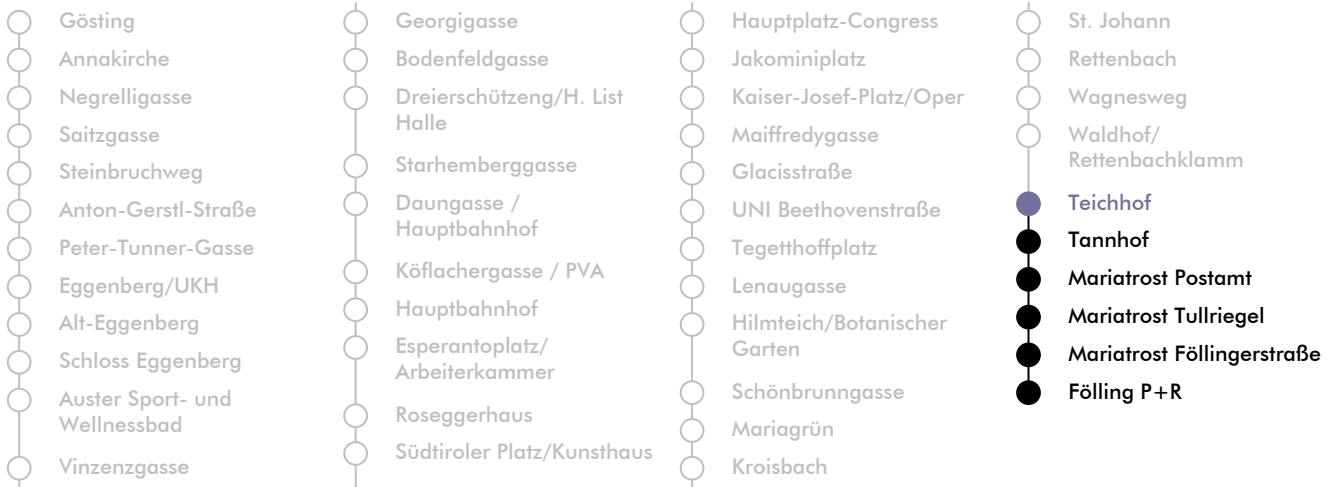 Gösting
Annakirche
Negrelligasse
Saitzgasse
Steinbruchweg
Anton-Gerstl-Straße
Peter-Tunner-Gasse
Eggenberg/UKH
Alt-Eggenberg
Schloss Eggenberg
Auster Sport- und
Wellnessbad
Vinzenzgasse
Georgigasse
Bodenfeldgasse
Dreierschützeng/H. List
Halle
Starhemberggasse
Daungasse /
Hauptbahnhof
Köflachergasse / PVA
Hauptbahnhof
Esperantoplatz/
Arbeiterkammer
Roseggerhaus
Südtiroler Platz/Kunsthaus
Hauptplatz-Congress
Jakominiplatz
Kaiser-Josef-Platz/Oper
Maiffredygasse
Glacisstraße
UNI Beethovenstraße
Tegetthoffplatz
Lenaugasse
Hilmteich/Botanischer
Garten
Schönbrunngasse
Mariagrün
Kroisbach
St. Johann
Rettenbach
Wagnesweg
Waldhof/
Rettenbachklamm
Teichhof
Tannhof
Mariatrost Postamt
Mariatrost Tullriegel
Mariatrost Föllingerstraße
Fölling P+R